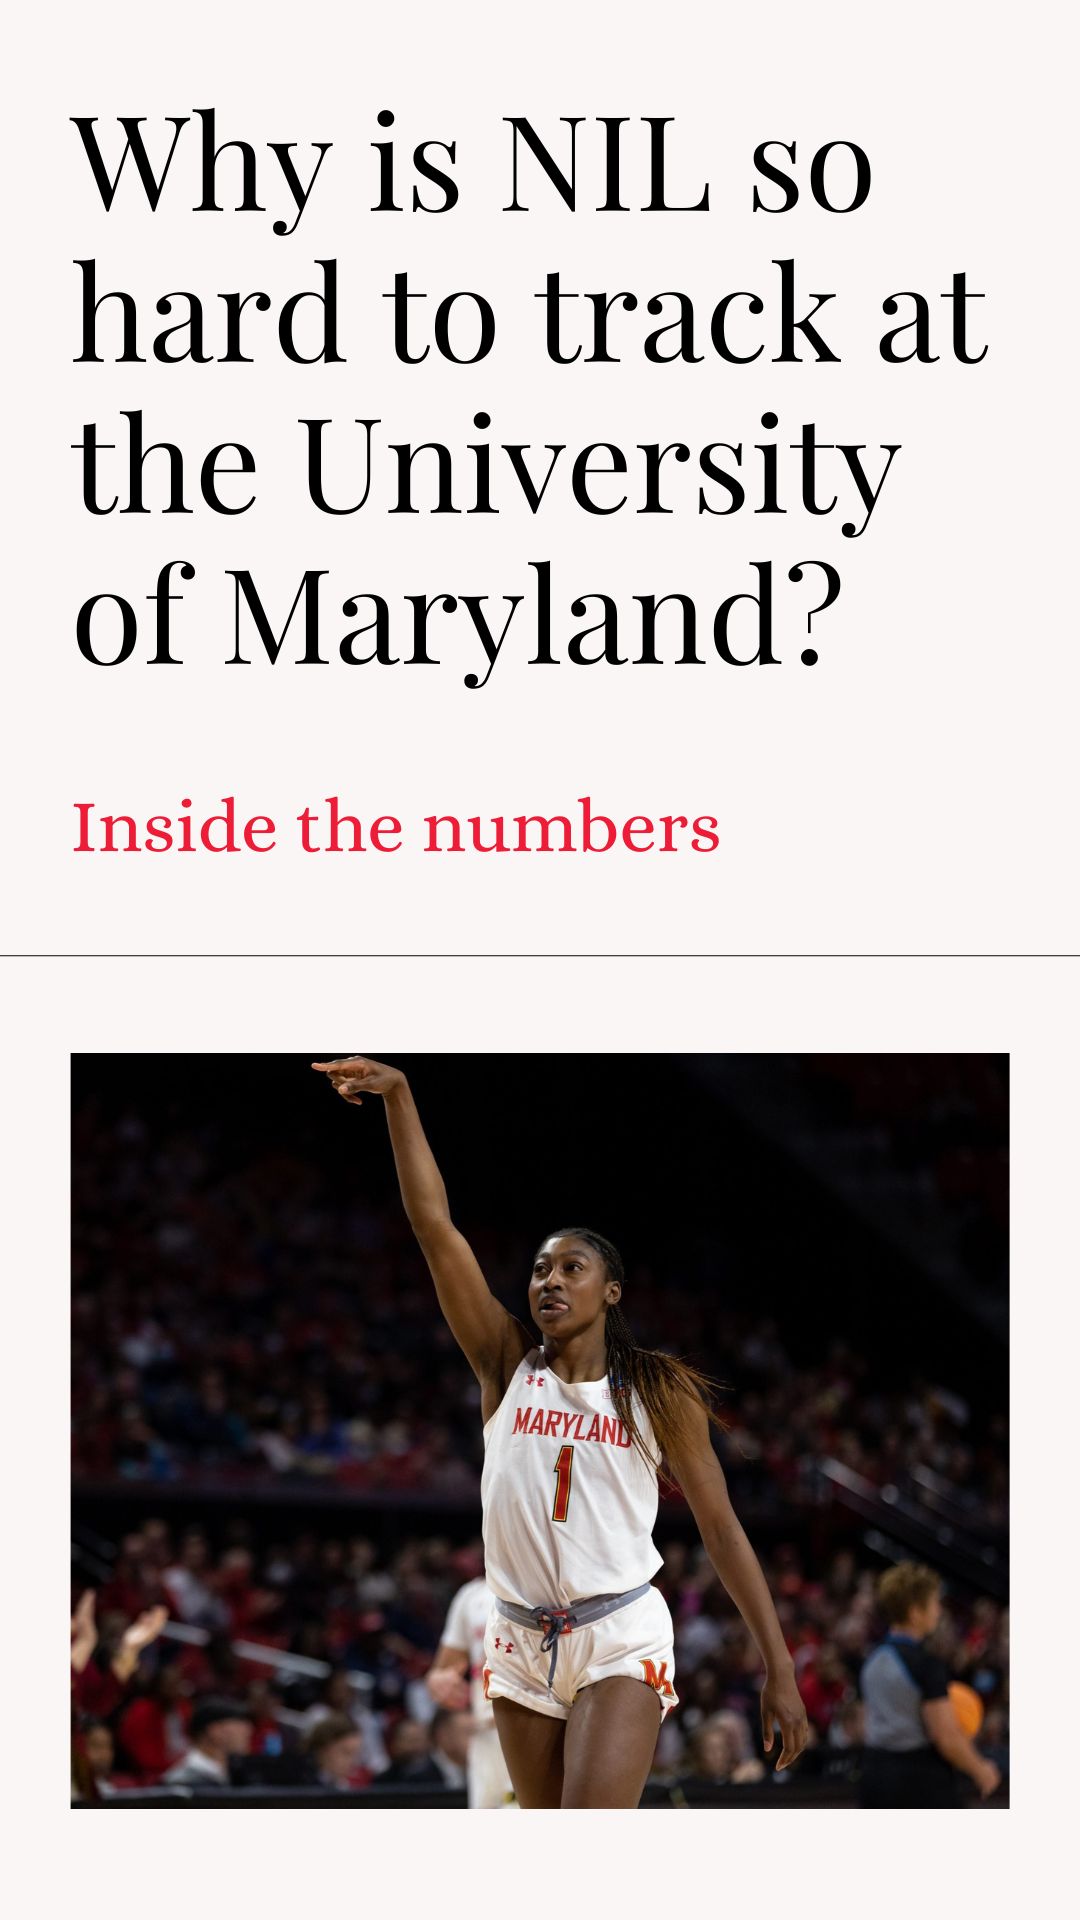 Why is NIL so
hard to track at
the University
of Maryland?
Inside the numbers
MARYLAND
1
M